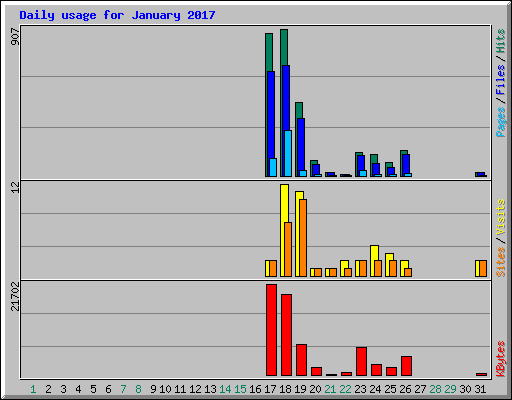 Daily usage for January 2017
907
Pages / Files / Hits
12
Sites / Visits
21702
KBytes
1 2 3 4 5 6 7 8 9 10 11 12 13 14 15 16 17 18 19 20 21 22 23 24 25 26 27 28 29 30 31